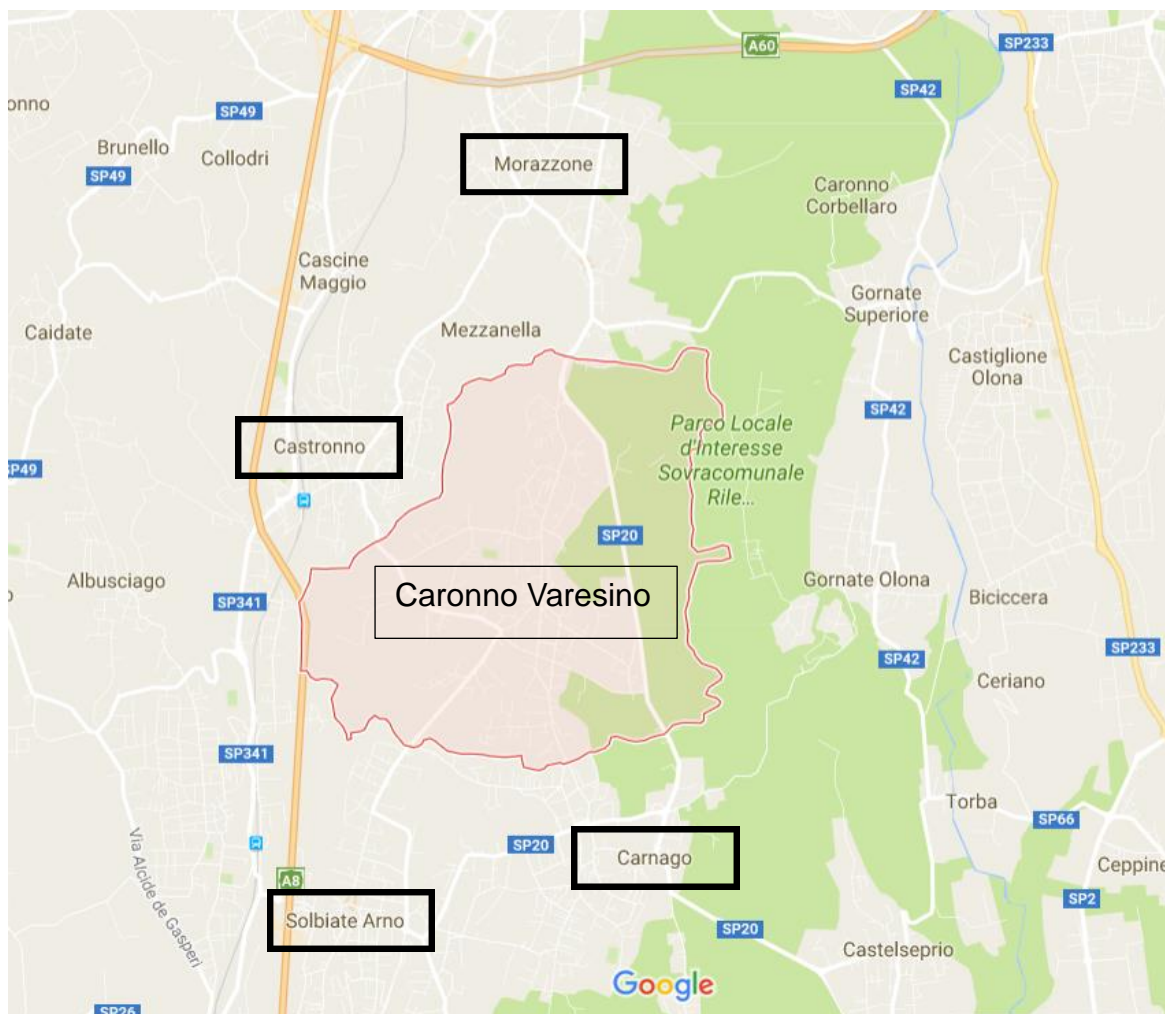 A60
SP233
onno
SP49
SP42
Brunello
Collodri
Morazzone
SP49
Caronno
Corbellaro
Cascine
Maggio
Gornate
Superiore
Caidate
Mezzanella
Castiglione
Olona
SP42
Parco Locale
d'Interesse
Sovracomunale
Rile...
Castronno
SP49
SP20
Albusciago
Gornate Olona
Caronno Varesino
SP341
Biciccera
SP233
SP42
Ceriano
SP341
Torba
SP66
Via Alcide de Gasperi
SP20
Carnago
Ceppine
A8
SP2
Solbiate Arno
SP20
Castelseprio
Google
SP26